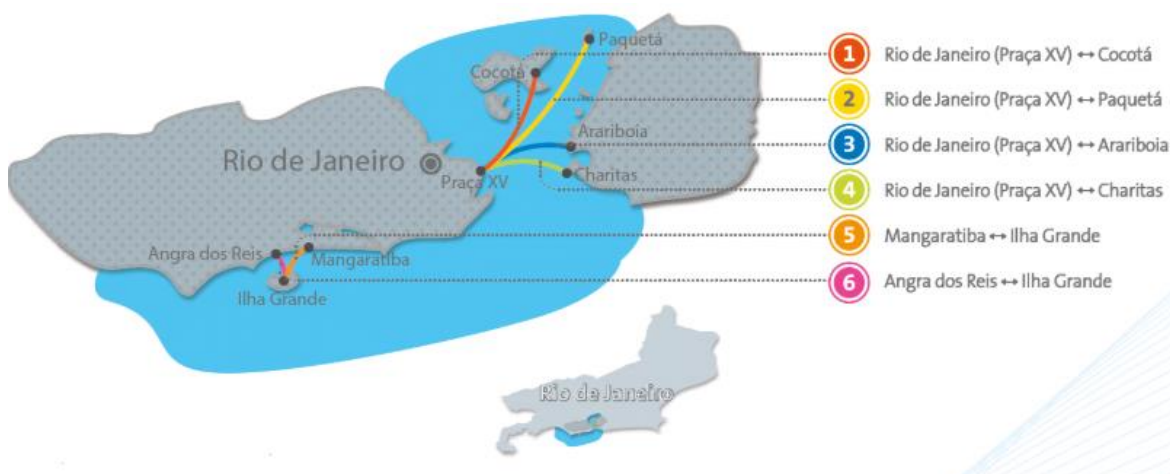 Paquetá
Cocotá
Arariboia
Rio de Janeiro
Praça XV
Charitas
Angra dos Reis
Mangaratiba
Ilha Grande
1 Rio de Janeiro (Praça XV) ↔ Cocotá
2 Rio de Janeiro (Praça XV) ↔ Paquetá
3 Rio de Janeiro (Praça XV) ↔ Arariboia
4 Rio de Janeiro (Praça XV) ↔ Charitas
5 Mangaratiba ↔ Ilha Grande
6 Angra dos Reis ↔ Ilha Grande
Rio de Janeiro